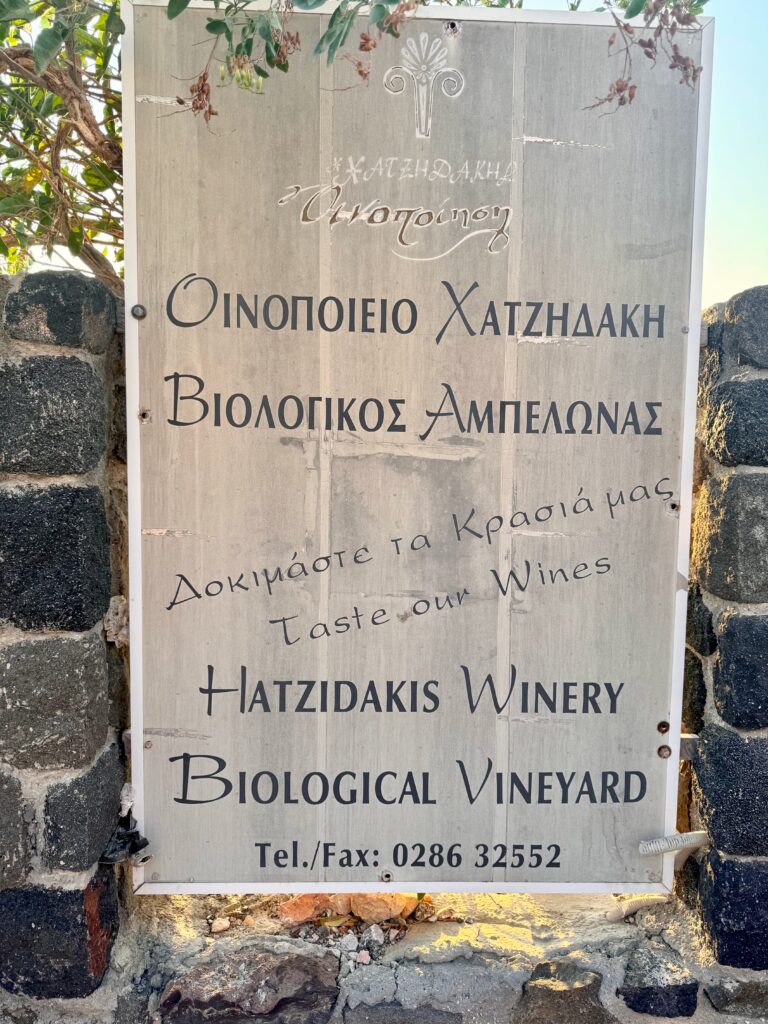 ΧΑΤΖΗΔΑΚΗΣ
Οινοποίηση
ΟΙΝΟΠΟΙΕΙΟ ΧΑΤΖΗΔΑΚΗ
ΒΙΟΛΟΓΙΚΟΣ ΑΜΠΕΛΩΝΑΣ
Δοκιμάστε τα Κρασιά μας
Taste our Wines
HATZIDAKIS WINERY
BIOLOGICAL VINEYARD
Tel./Fax: 0286 32552